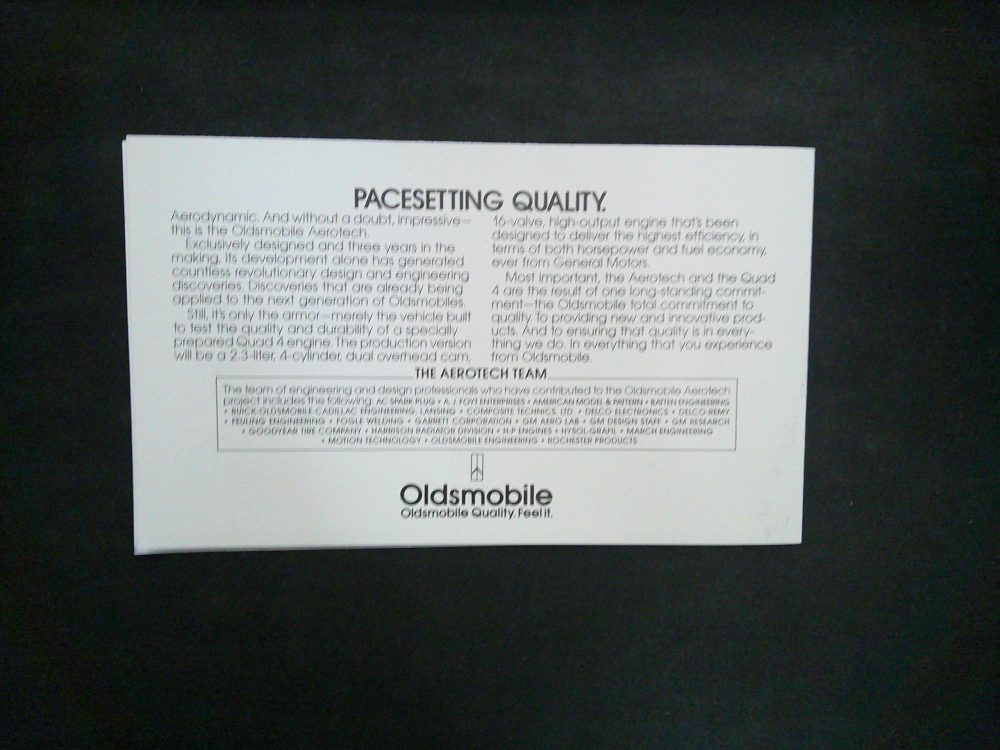 PACESETTING QUALITY.
Aerodynamic. And without a doubt, impressive—
this is the Oldsmobile Aerotech.
Exclusively designed and three years in the
making, its development alone has generated
countless revolutionary design and engineering
discoveries. Discoveries that are already being
applied to the next generation of Oldsmobiles.
Still, it's only the armor—merely the vehicle built
to test the quality and durability of a specially
prepared Quad 4 engine. The production version
will be a 2.3-liter, 4-cylinder, dual overhead cam,
16-valve, high-output engine that's been
designed to deliver the highest efficiency, in
terms of both horsepower and fuel economy,
ever from General Motors.
Most important, the Aerotech and the Quad
4 are the result of one long-standing commit-
ment—the Oldsmobile total commitment to
quality. To providing new and innovative prod-
ucts. And to ensuring that quality is in every-
thing we do. In everything that you experience
from Oldsmobile.
THE AEROTECH TEAM
The team of engineering and design professionals who have contributed to the Oldsmobile Aerotech
project includes the following: AC SPARK PLUG • A. J. FOYT ENTERPRISES • AMERICAN MODEL & PATTERN • BATTEN ENGINEERING
• BUICK-OLDSMOBILE-CADILLAC ENGINEERING, LANSING • COMPOSITE TECHNICS, LTD. • DELCO ELECTRONICS • DELCO REMY
• FEULING ENGINEERING • FOGLE WELDING • GARRETT CORPORATION • GM AERO LAB • GM DESIGN STAFF • GM RESEARCH
• GOODYEAR TIRE COMPANY • HARRISON RADIATOR DIVISION • H-P ENGINES • HYSOL-GRAFIL • MARCH ENGINEERING
• MOTION TECHNOLOGY • OLDSMOBILE ENGINEERING • ROCHESTER PRODUCTS
Oldsmobile
Oldsmobile Quality. Feel it.